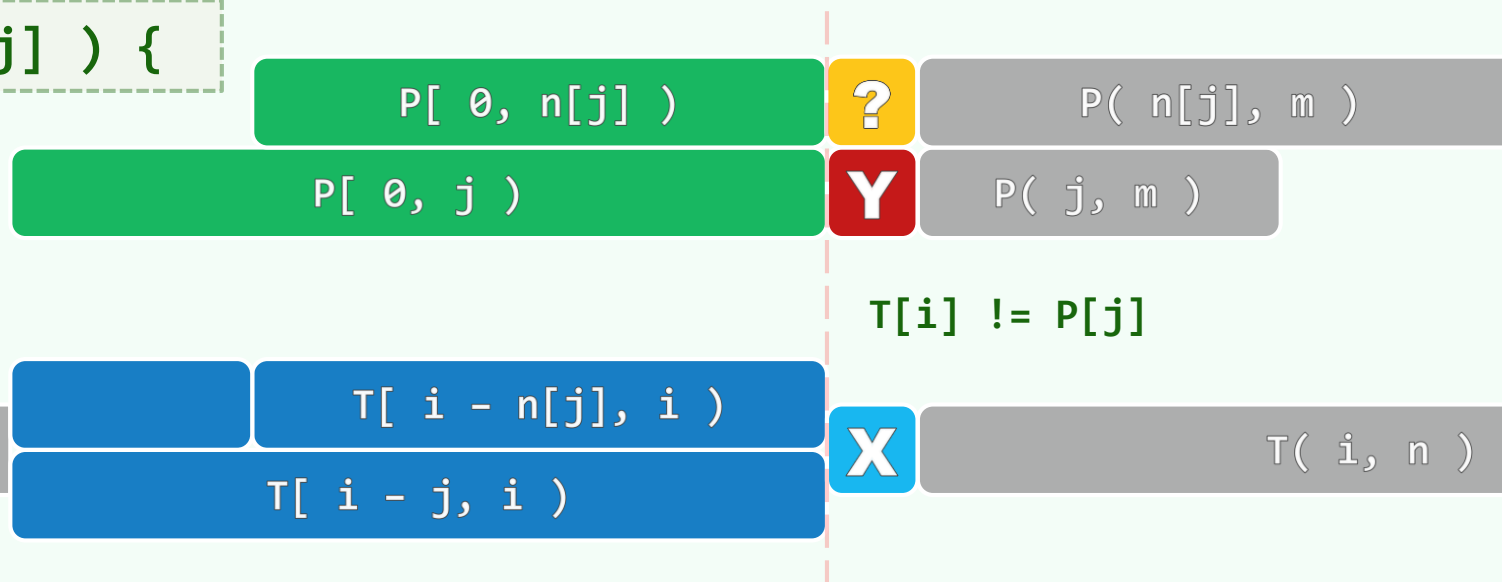 j] ) {
P[ 0, n[j] ) ? P( n[j], m )
P[ 0, j ) Y P( j, m )
T[i] != P[j]
T[ i – n[j], i )
X T( i, n )
T[ i – j, i )